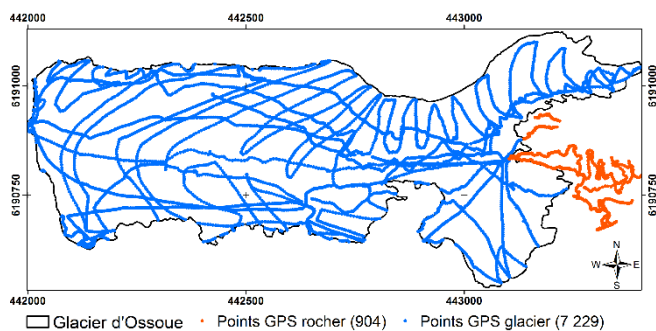 442000 442500 443000
6191000 6191000
6190750 6190750
N
W E
S
442000 442500 443000
Glacier d'Ossoue Points GPS rocher (904) Points GPS glacier (7 229)